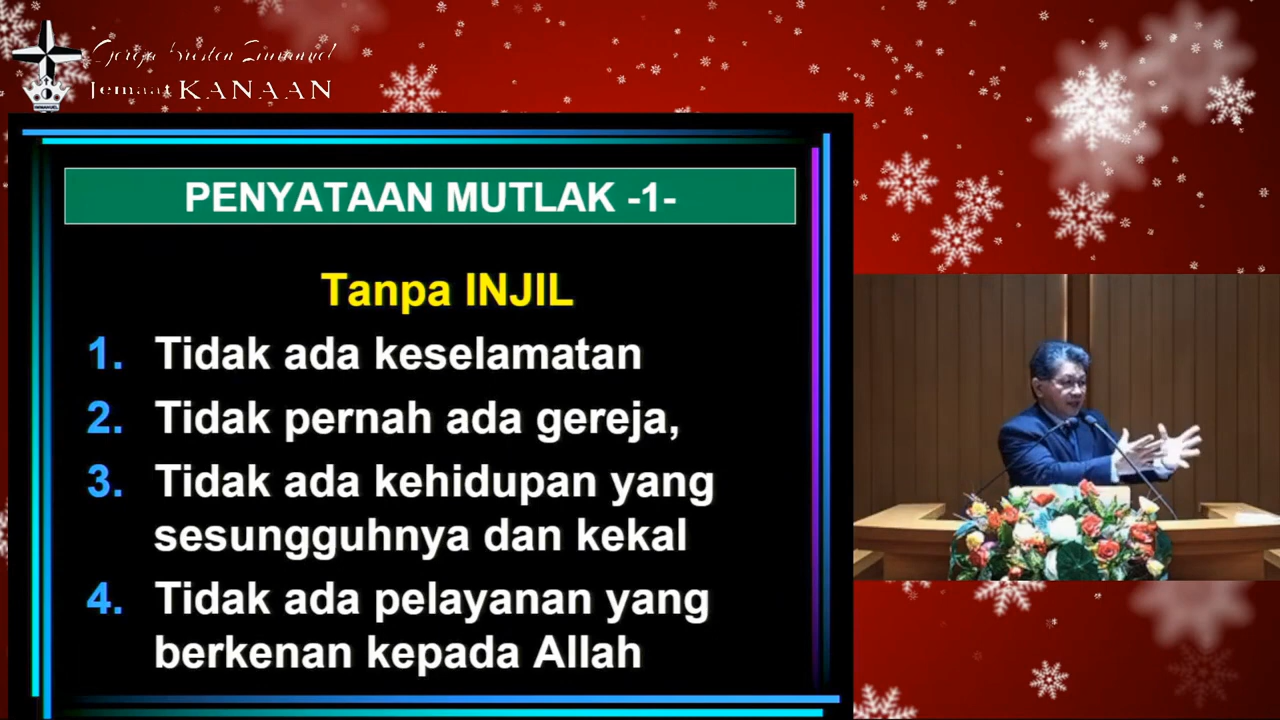 Gereja Kristen Immanuel
Jemaat KANAAN
PENYATAAN MUTLAK -1-
Tanpa INJIL
1. Tidak ada keselamatan
2. Tidak pernah ada gereja,
3. Tidak ada kehidupan yang
sesungguhnya dan kekal
4. Tidak ada pelayanan yang
berkenan kepada Allah